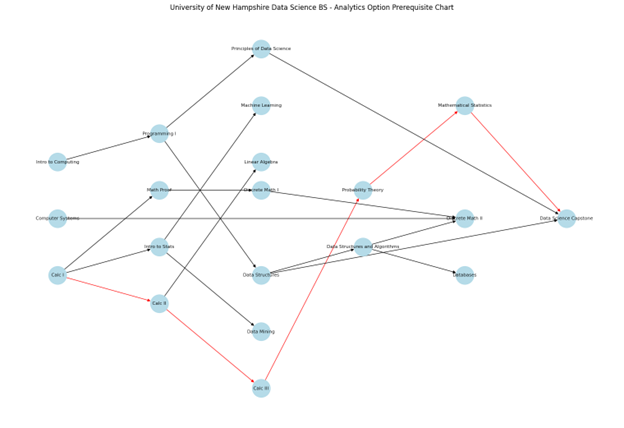 University of New Hampshire Data Science BS - Analytics Option Prerequisite Chart
Principles of Data Science
Machine Learning
Mathematical Statistics
Programming I
Intro to Computing
Linear Algebra
Math Proof
Discrete Math I
Probability Theory
Computer Systems
Discrete Math II
Data Science Capstone
Intro to Stats
Data Structures and Algorithms
Calc I
Data Structures
Databases
Calc II
Data Mining
Calc III